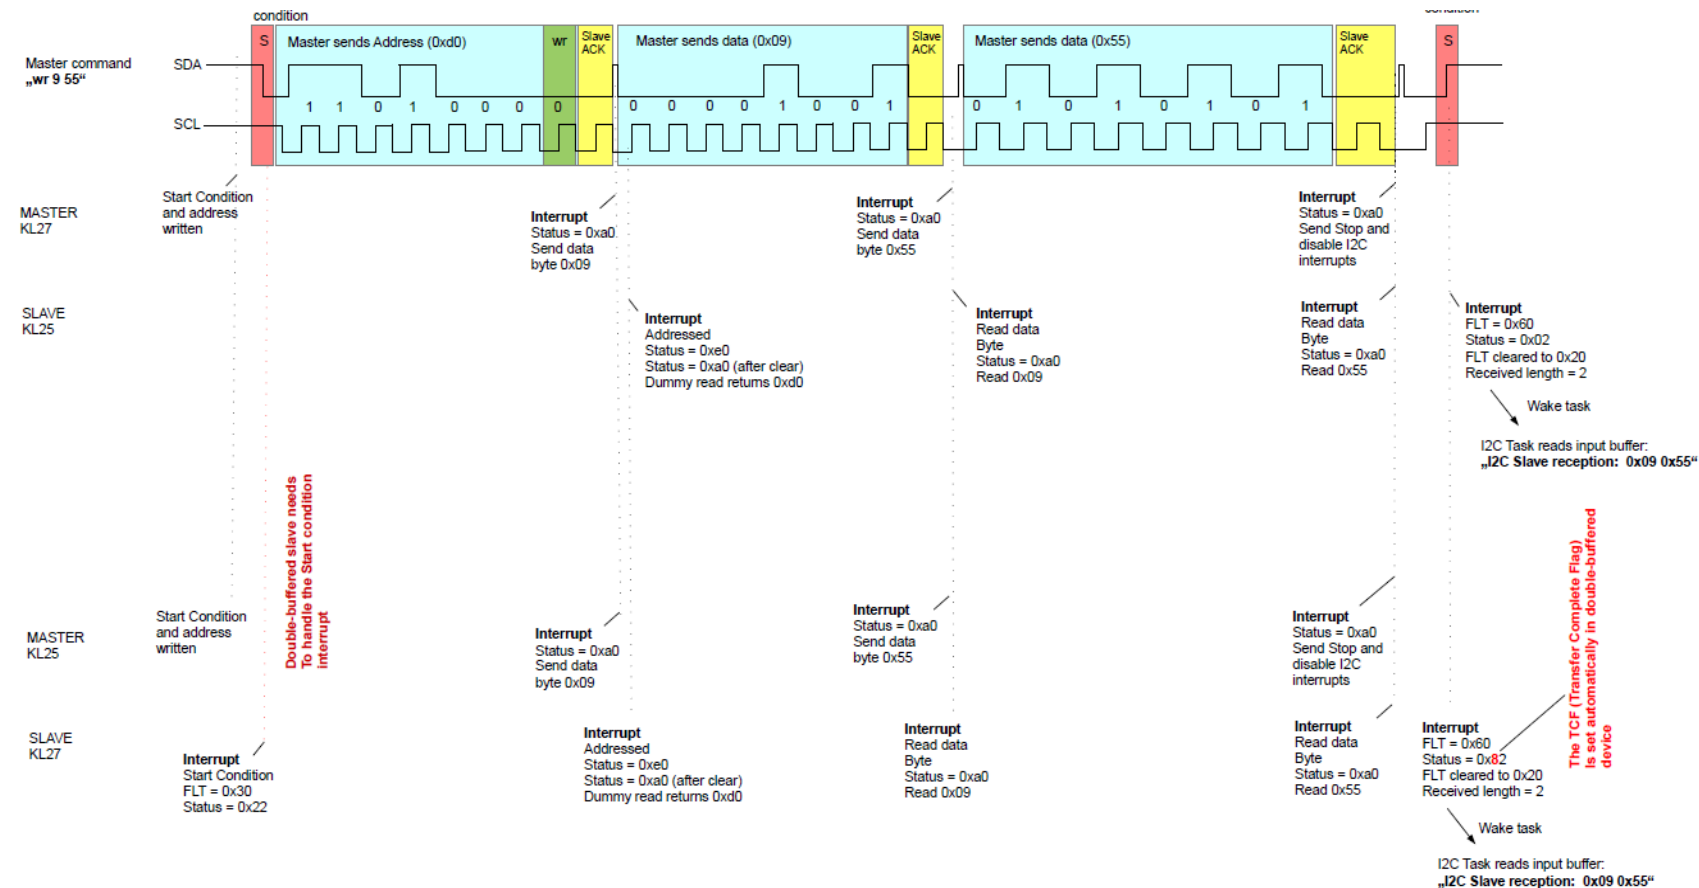 condition
condition
S
Master sends Address (0xd0)
wr
Slave
ACK
Master sends data (0x09)
Slave
ACK
Master sends data (0x55)
Slave
ACK
S
Master command
„wr 9 55“
SDA
1 1 0 1 0 0 0 0
0 0 0 0 1 0 0 1
0 1 0 1 0 1 0 1
SCL
MASTER
KL27
Start Condition
and address
written
Interrupt
Status = 0xa0
Send data
byte 0x09
Interrupt
Status = 0xa0
Send data
byte 0x55
Interrupt
Status = 0xa0
Send Stop and
disable I2C
interrupts
SLAVE
KL25
Interrupt
Addressed
Status = 0xe0
Status = 0xa0 (after clear)
Dummy read returns 0xd0
Interrupt
Read data
Byte
Status = 0xa0
Read 0x09
Interrupt
Read data
Byte
Status = 0xa0
Read 0x55
Interrupt
FLT = 0x60
Status = 0x02
FLT cleared to 0x20
Received length = 2
Wake task
I2C Task reads input buffer:
„I2C Slave reception: 0x09 0x55“
Double-buffered slave needs
To handle the Start condition
interrupt
The TCF (Transfer Complete Flag)
Is set automatically in double-buffered
device
MASTER
KL25
Start Condition
and address
written
Interrupt
Status = 0xa0
Send data
byte 0x09
Interrupt
Status = 0xa0
Send data
byte 0x55
Interrupt
Status = 0xa0
Send Stop and
disable I2C
interrupts
SLAVE
KL27
Interrupt
Start Condition
FLT = 0x30
Status = 0x22
Interrupt
Addressed
Status = 0xe0
Status = 0xa0 (after clear)
Dummy read returns 0xd0
Interrupt
Read data
Byte
Status = 0xa0
Read 0x09
Interrupt
Read data
Byte
Status = 0xa0
Read 0x55
Interrupt
FLT = 0x60
Status = 0x82
FLT cleared to 0x20
Received length = 2
Wake task
I2C Task reads input buffer:
„I2C Slave reception: 0x09 0x55“